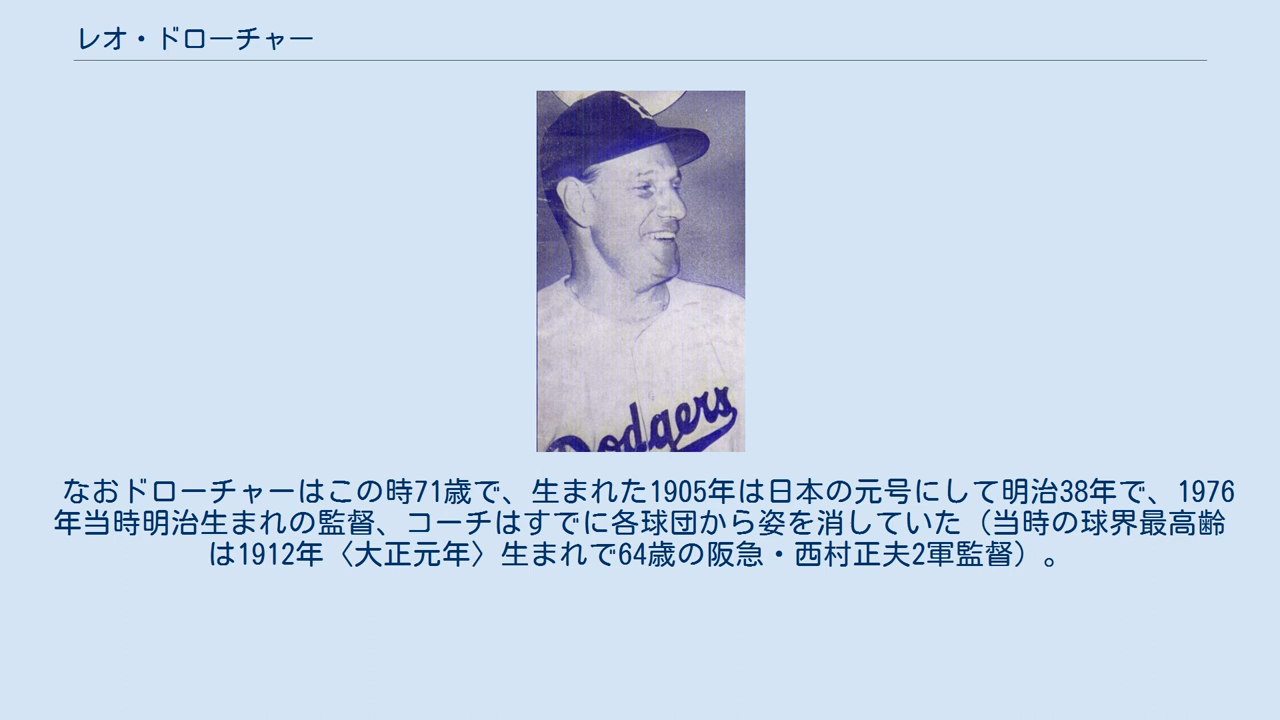 レオ・ドローチャー
Dodgers
なおドローチャーはこの時71歳で、生まれた1905年は日本の元号にして明治38年で、1976
年当時明治生まれの監督、コーチはすでに各球団から姿を消していた（当時の球界最高齢
は1912年〈大正元年〉生まれで64歳の阪急・西村正夫2軍監督）。